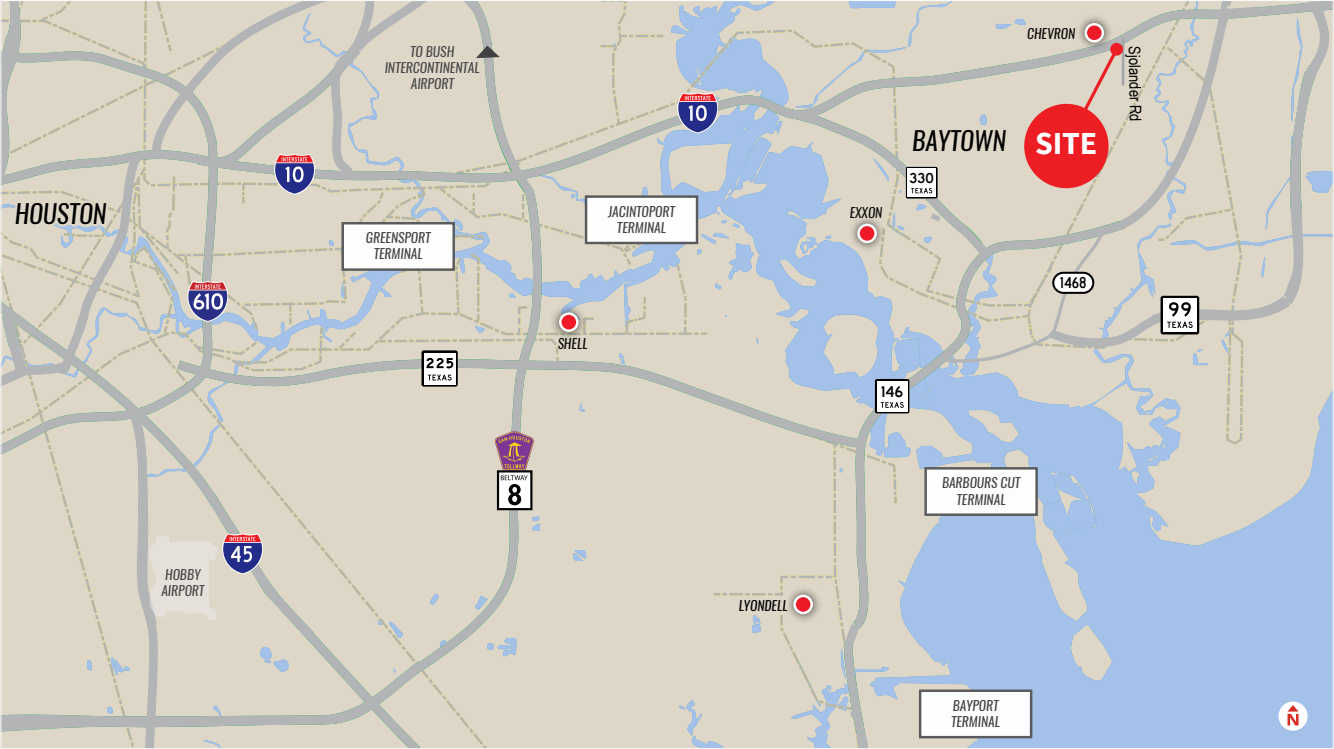 CHEVRON
Sjolander Rd
TO BUSH
INTERCONTINENTAL
AIRPORT
INTERSTATE
10
BAYTOWN
SITE
INTERSTATE
10
330
TEXAS
HOUSTON
JACINTOPORT
TERMINAL
EXXON
GREENSPORT
TERMINAL
1468
INTERSTATE
610
99
TEXAS
SHELL
225
TEXAS
146
TEXAS
SAM HOUSTON
TOLLWAY
BELTWAY
8
BARBOURS CUT
TERMINAL
INTERSTATE
45
HOBBY
AIRPORT
LYONDELL
BAYPORT
TERMINAL
N